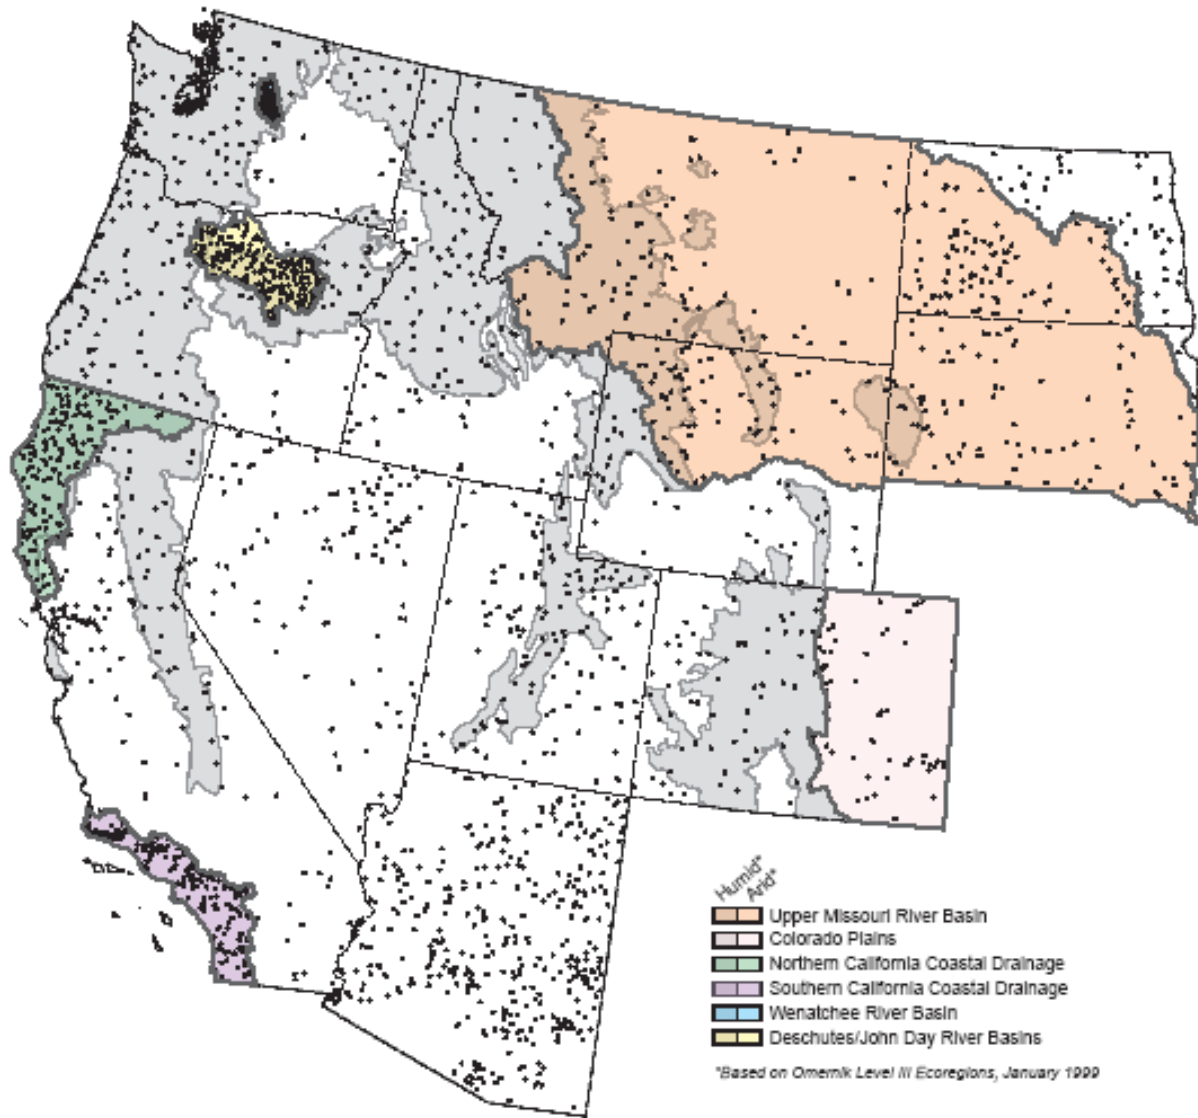 Humid*
Arid*
Upper Missouri River Basin
Colorado Plains
Northern California Coastal Drainage
Southern California Coastal Drainage
Wenatchee River Basin
Deschutes/John Day River Basins
*Based on Omernik Level III Ecoregions, January 1999